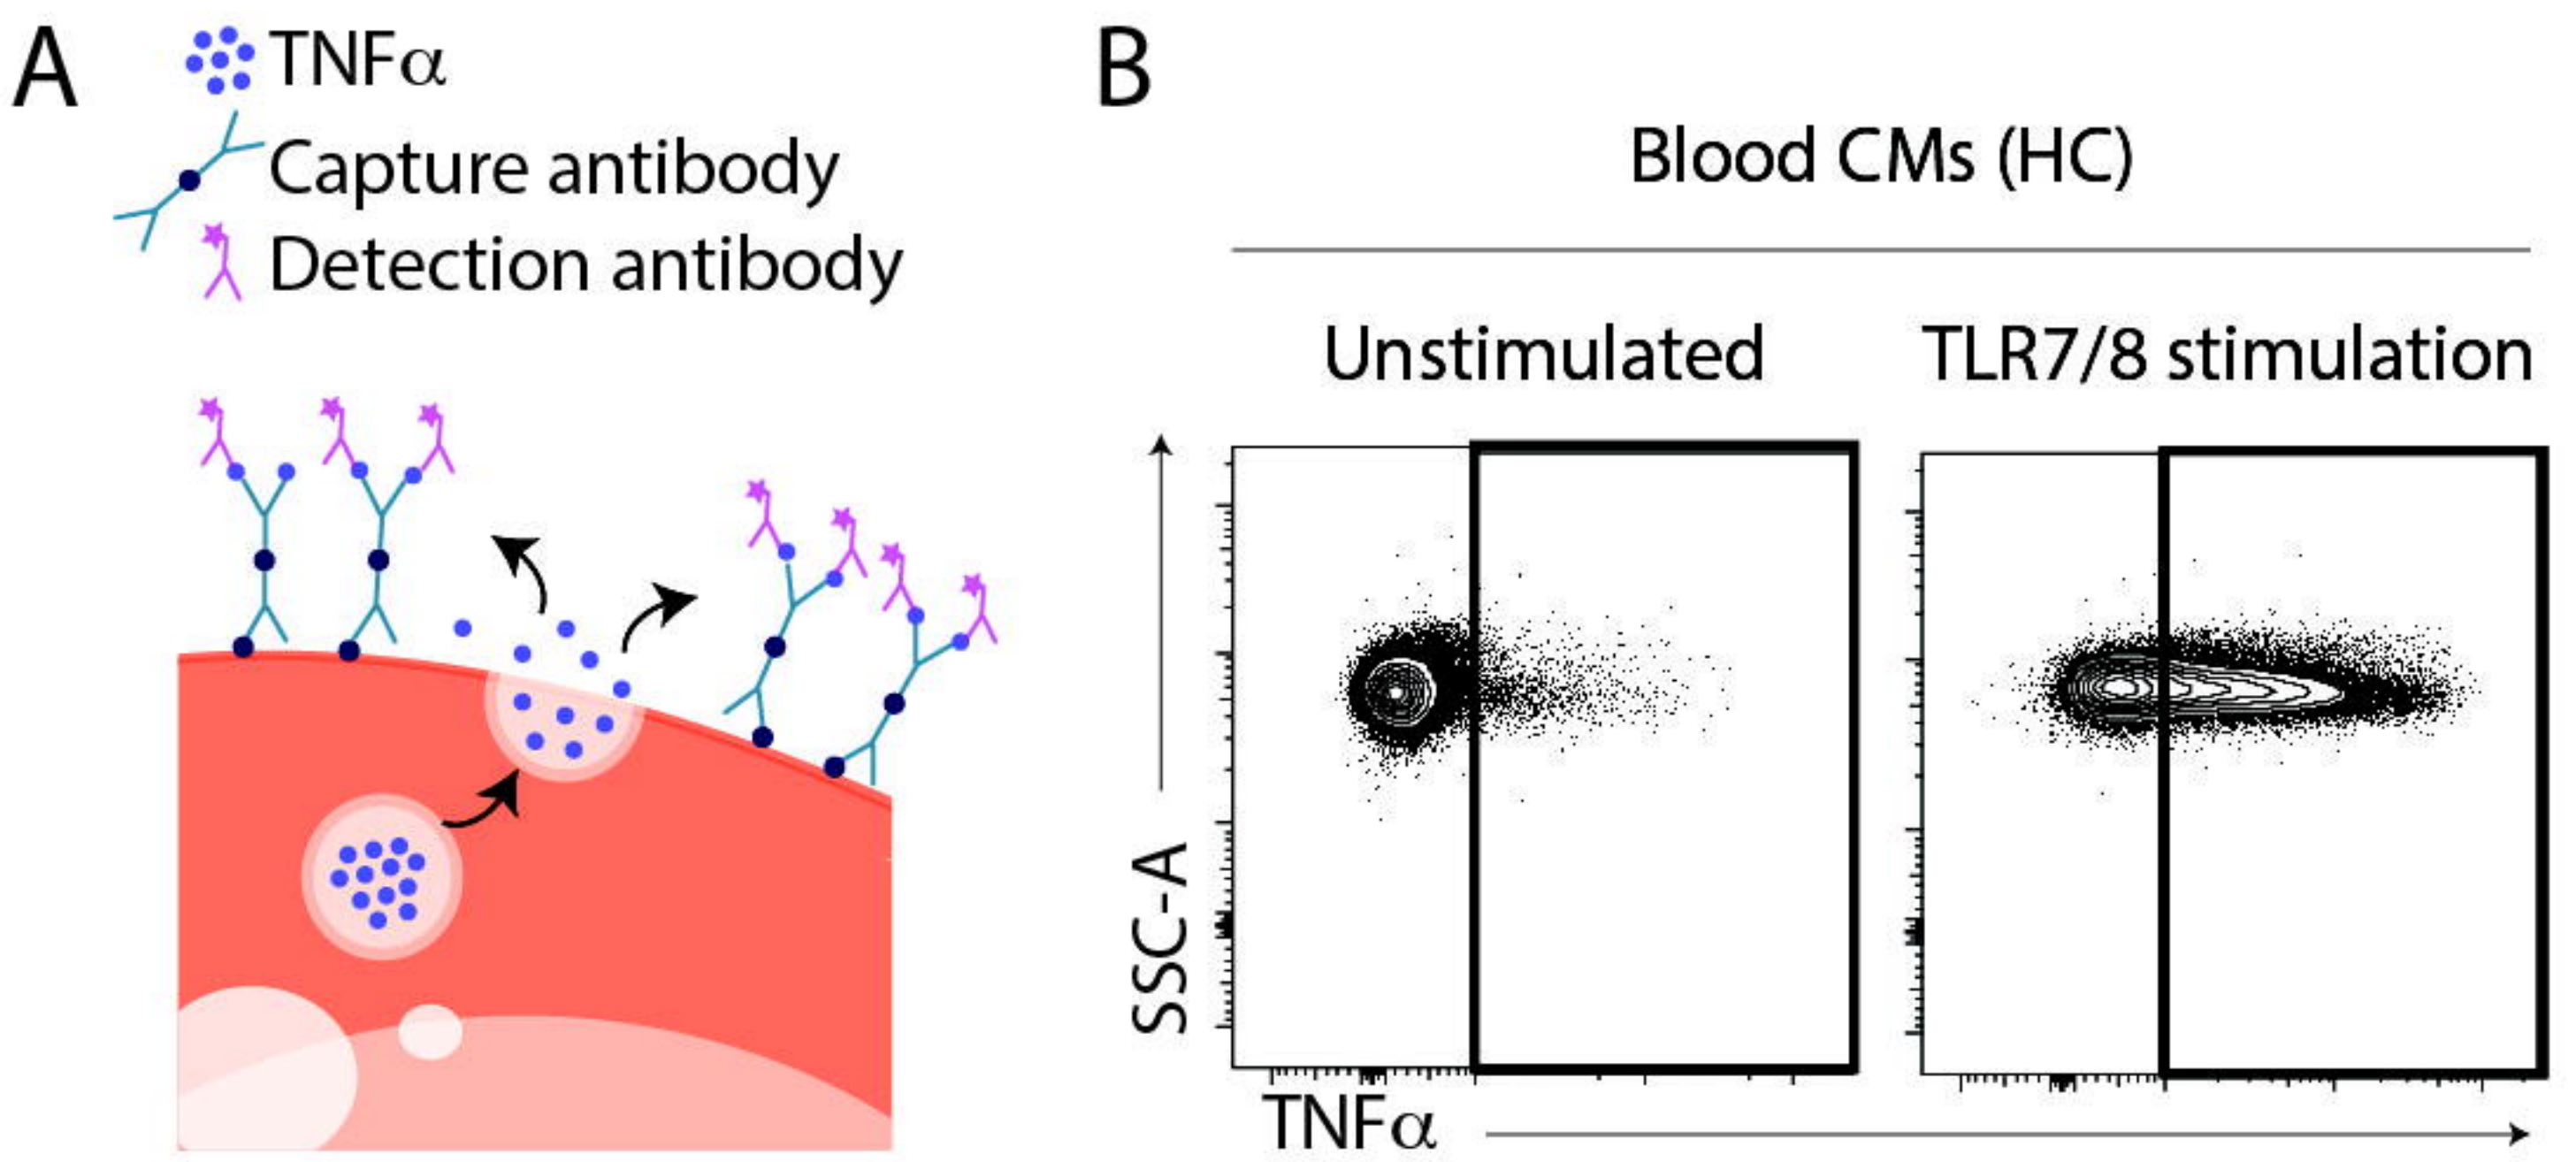 A
TNFα
Capture antibody
Detection antibody
B
Blood CMs (HC)
Unstimulated
TLR7/8 stimulation
SSC-A
TNFα